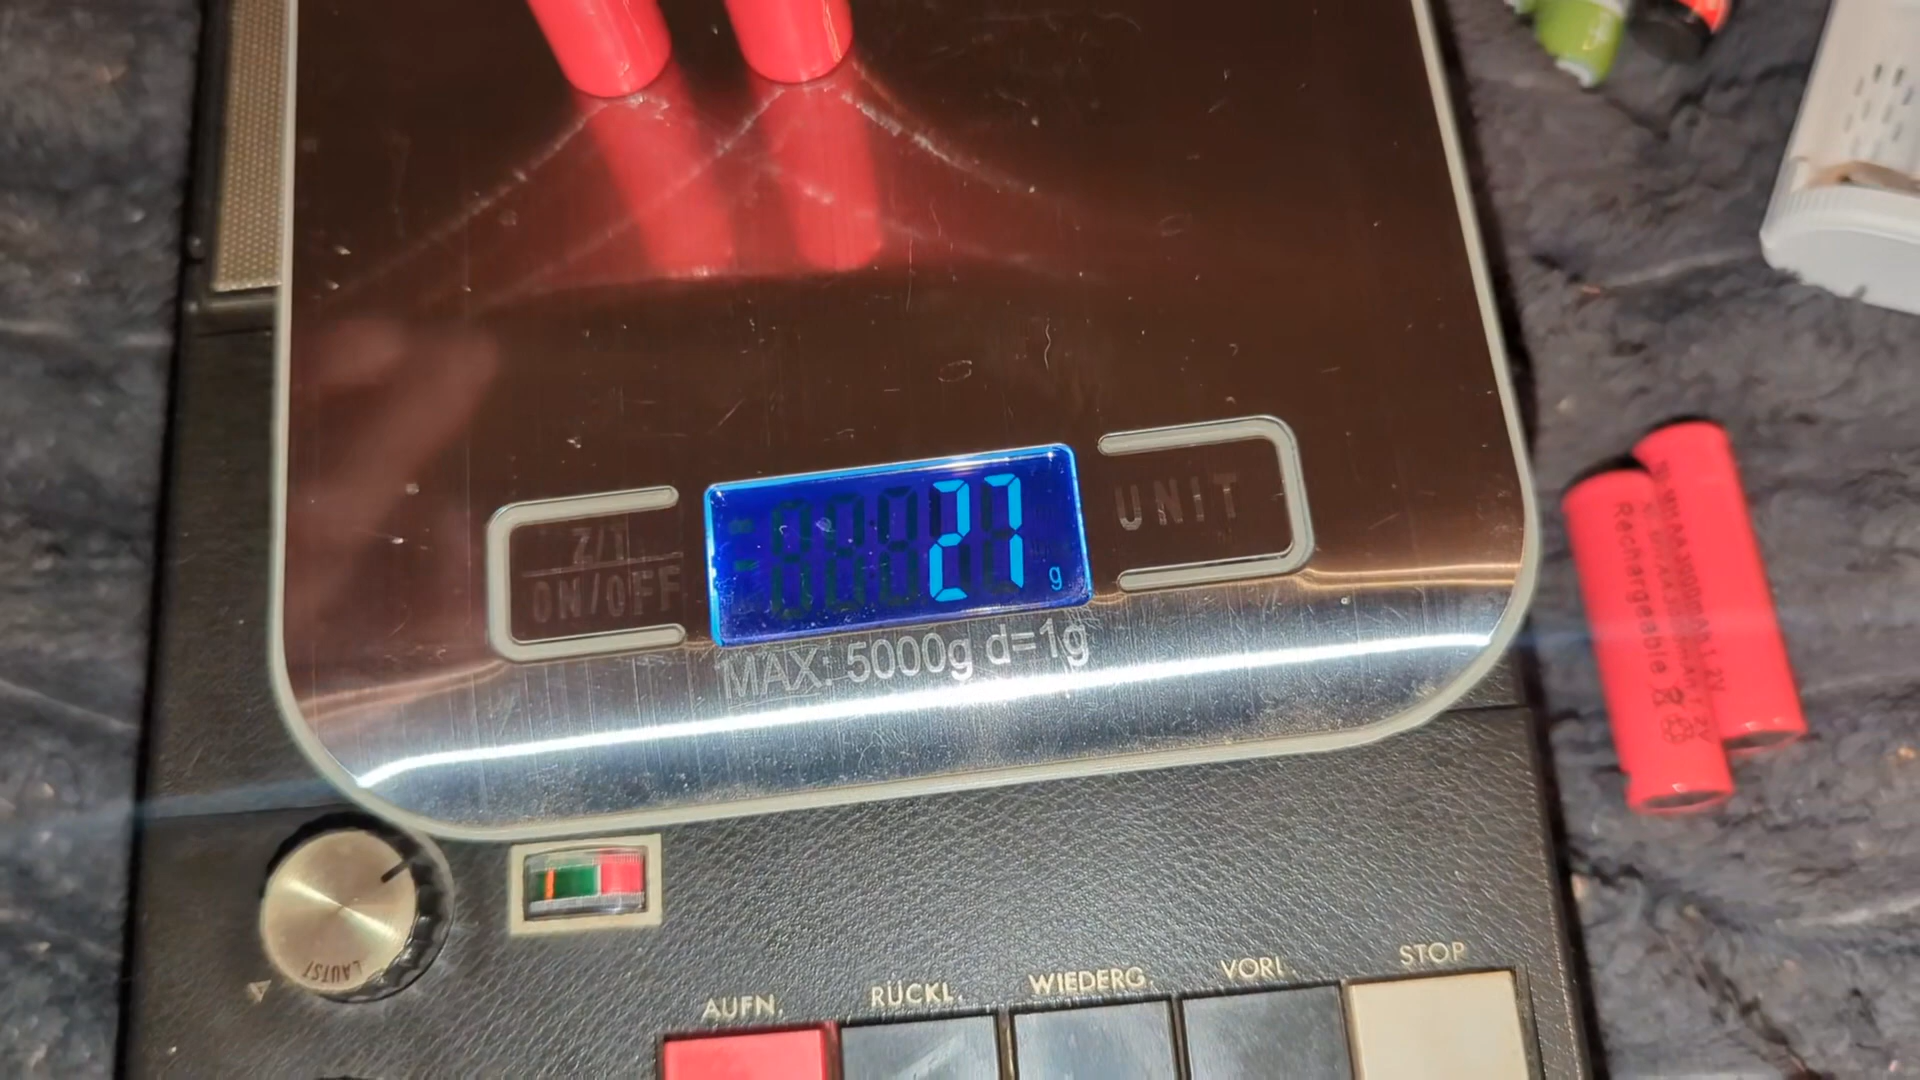 Z/T
ON/OFF
27
g
UNIT
MAX: 5000g d=1g
Rechargeable
LAUTST
AUFN.
RÜCKL.
WIEDERG.
VORL.
STOP